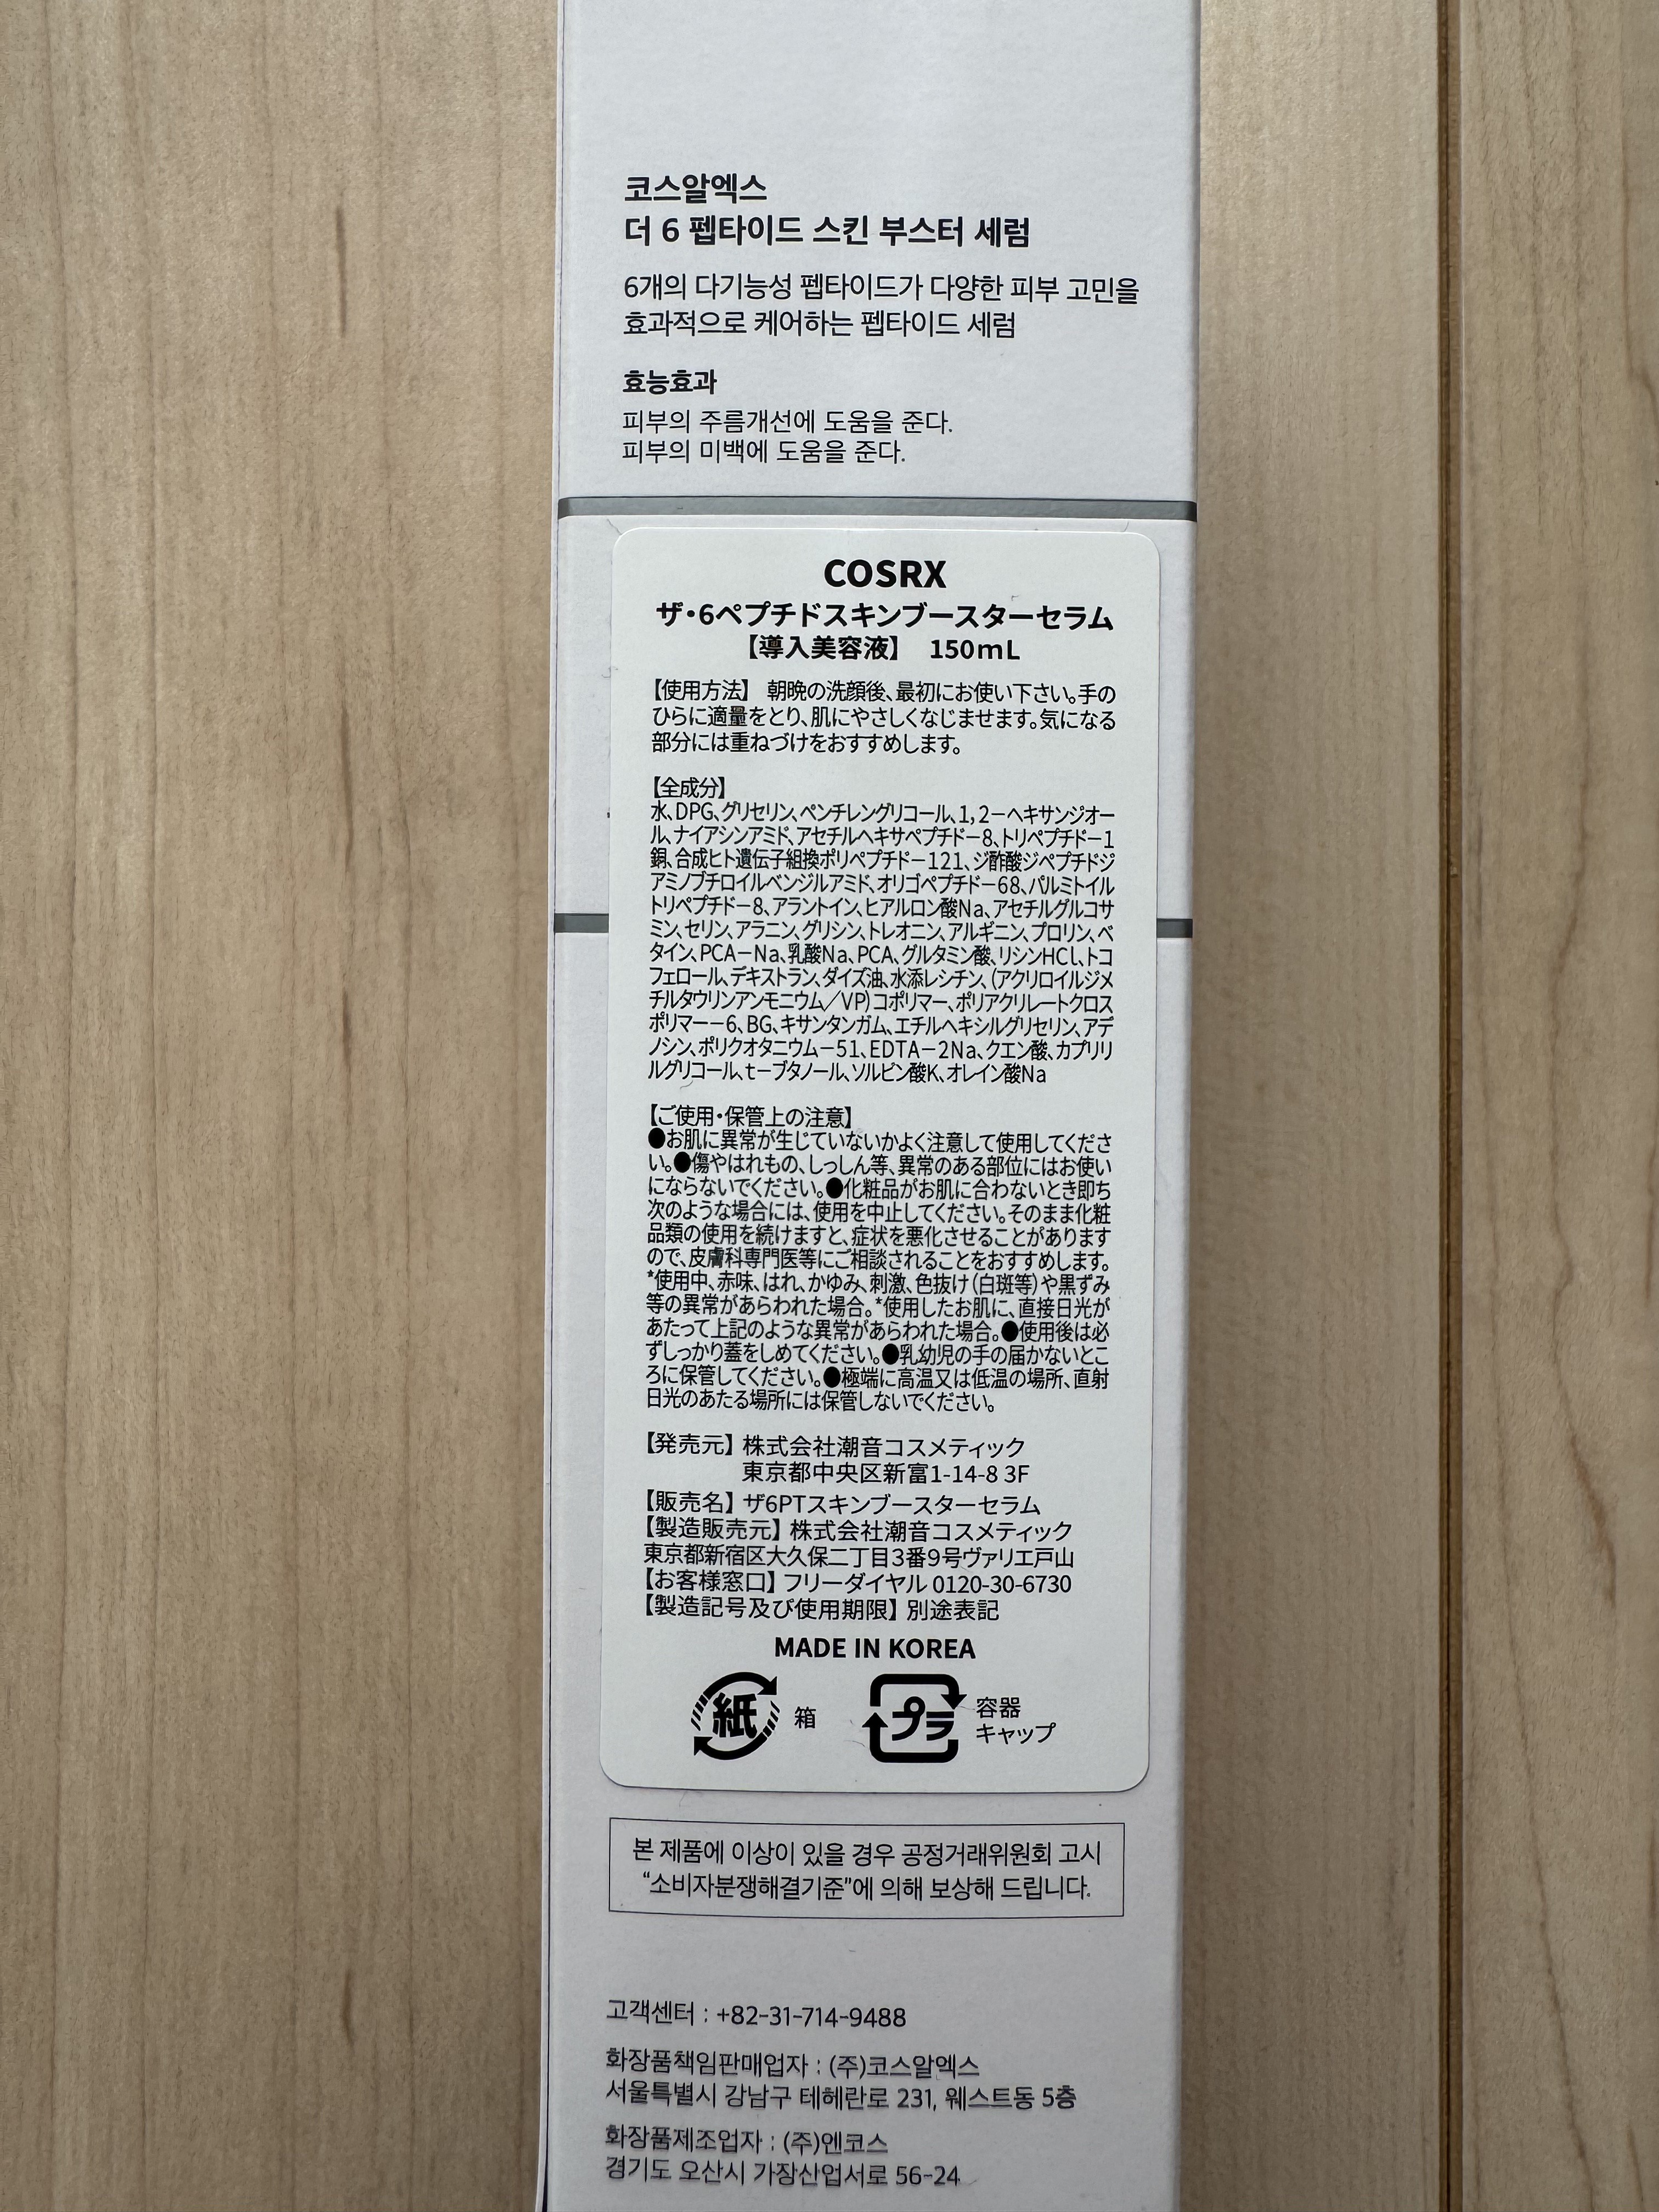 코스알엑스
더 6 펩타이드 스킨 부스터 세럼
6개의 다기능성 펩타이드가 다양한 피부 고민을
효과적으로 케어하는 펩타이드 세럼
효능효과
피부의 주름개선에 도움을 준다.
피부의 미백에 도움을 준다.
COSRX
ザ・6ペプチドスキンブースターセラム
【導入美容液】 150mL
【使用方法】 朝晩の洗顔後、最初にお使い下さい。手の
ひらに適量をとり、肌にやさしくなじませます。気になる
部分には重ねづけをおすすめします。
【全成分】
水、DPG、グリセリン、ペンチレングリコール、1,2－ヘキサンジオー
ル、ナイアシンアミド、アセチルヘキサペプチド－8、トリペプチド－1
銅、合成ヒト遺伝子組換ポリペプチド－121、ジ酢酸ジペプチドジ
アミノブチロイルベンジルアミド、オリゴペプチド－68、パルミトイル
トリペプチド－8、アラントイン、ヒアルロン酸Na、アセチルグルコサ
ミン、セリン、アラニン、グリシン、トレオニン、アルギニン、プロリン、ベ
タイン、PCA－Na、乳酸Na、PCA、グルタミン酸、リシンHCl、トコ
フェロール、デキストラン、ダイズ油、水添レシチン、(アクリロイルジメ
チルタウリンアンモニウム／VP)コポリマー、ポリアクリレートクロス
ポリマー－6、BG、キサンタンガム、エチルヘキシルグリセリン、アデ
ノシン、ポリクオタニウム－51、EDTA－2Na、クエン酸、カプリリ
ルグリコール、t－ブタノール、ソルビン酸K、オレイン酸Na
【ご使用・保管上の注意】
●お肌に異常が生じていないかよく注意して使用してくださ
い。●傷やはれもの、しっしん等、異常のある部位にはお使い
にならないでください。●化粧品がお肌に合わないとき即ち
次のような場合には、使用を中止してください。そのまま化粧
品類の使用を続けますと、症状を悪化させることがあります
ので、皮膚科専門医等にご相談されることをおすすめします。
*使用中、赤味、はれ、かゆみ、刺激、色抜け(白斑等)や黒ずみ
等の異常があらわれた場合。*使用したお肌に、直接日光が
あたって上記のような異常があらわれた場合。●使用後は必
ずしっかり蓋をしめてください。●乳幼児の手の届かないとこ
ろに保管してください。●極端に高温又は低温の場所、直射
日光のあたる場所には保管しないでください。
【発売元】 株式会社潮音コスメティック
東京都中央区新富1-14-8 3F
【販売名】 ザ6PTスキンブースターセラム
【製造販売元】 株式会社潮音コスメティック
東京都新宿区大久保二丁目3番9号ヴァリエ戸山
【お客様窓口】 フリーダイヤル 0120-30-6730
【製造記号及び使用期限】 別途表記
MADE IN KOREA
紙 箱 プラ 容器
キャップ
본 제품에 이상이 있을 경우 공정거래위원회 고시
“소비자분쟁해결기준”에 의해 보상해 드립니다.
고객센터 : +82-31-714-9488
화장품책임판매업자 : (주)코스알엑스
서울특별시 강남구 테헤란로 231, 웨스트동 5층
화장품제조업자 : (주)엔코스
경기도 오산시 가장산업서로 56-24